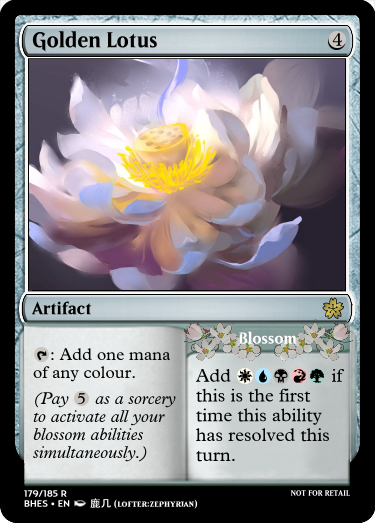 Golden Lotus 4
Artifact
: Add one mana
of any colour.
(Pay 5 as a sorcery
to activate all your
blossom abilities
simultaneously.)
Blossom
Add if
this is the first
time this ability
has resolved this
turn.
179/185 R
BHES • EN 鹿几 (LOFTER:ZEPHYRIAN)
NOT FOR RETAIL